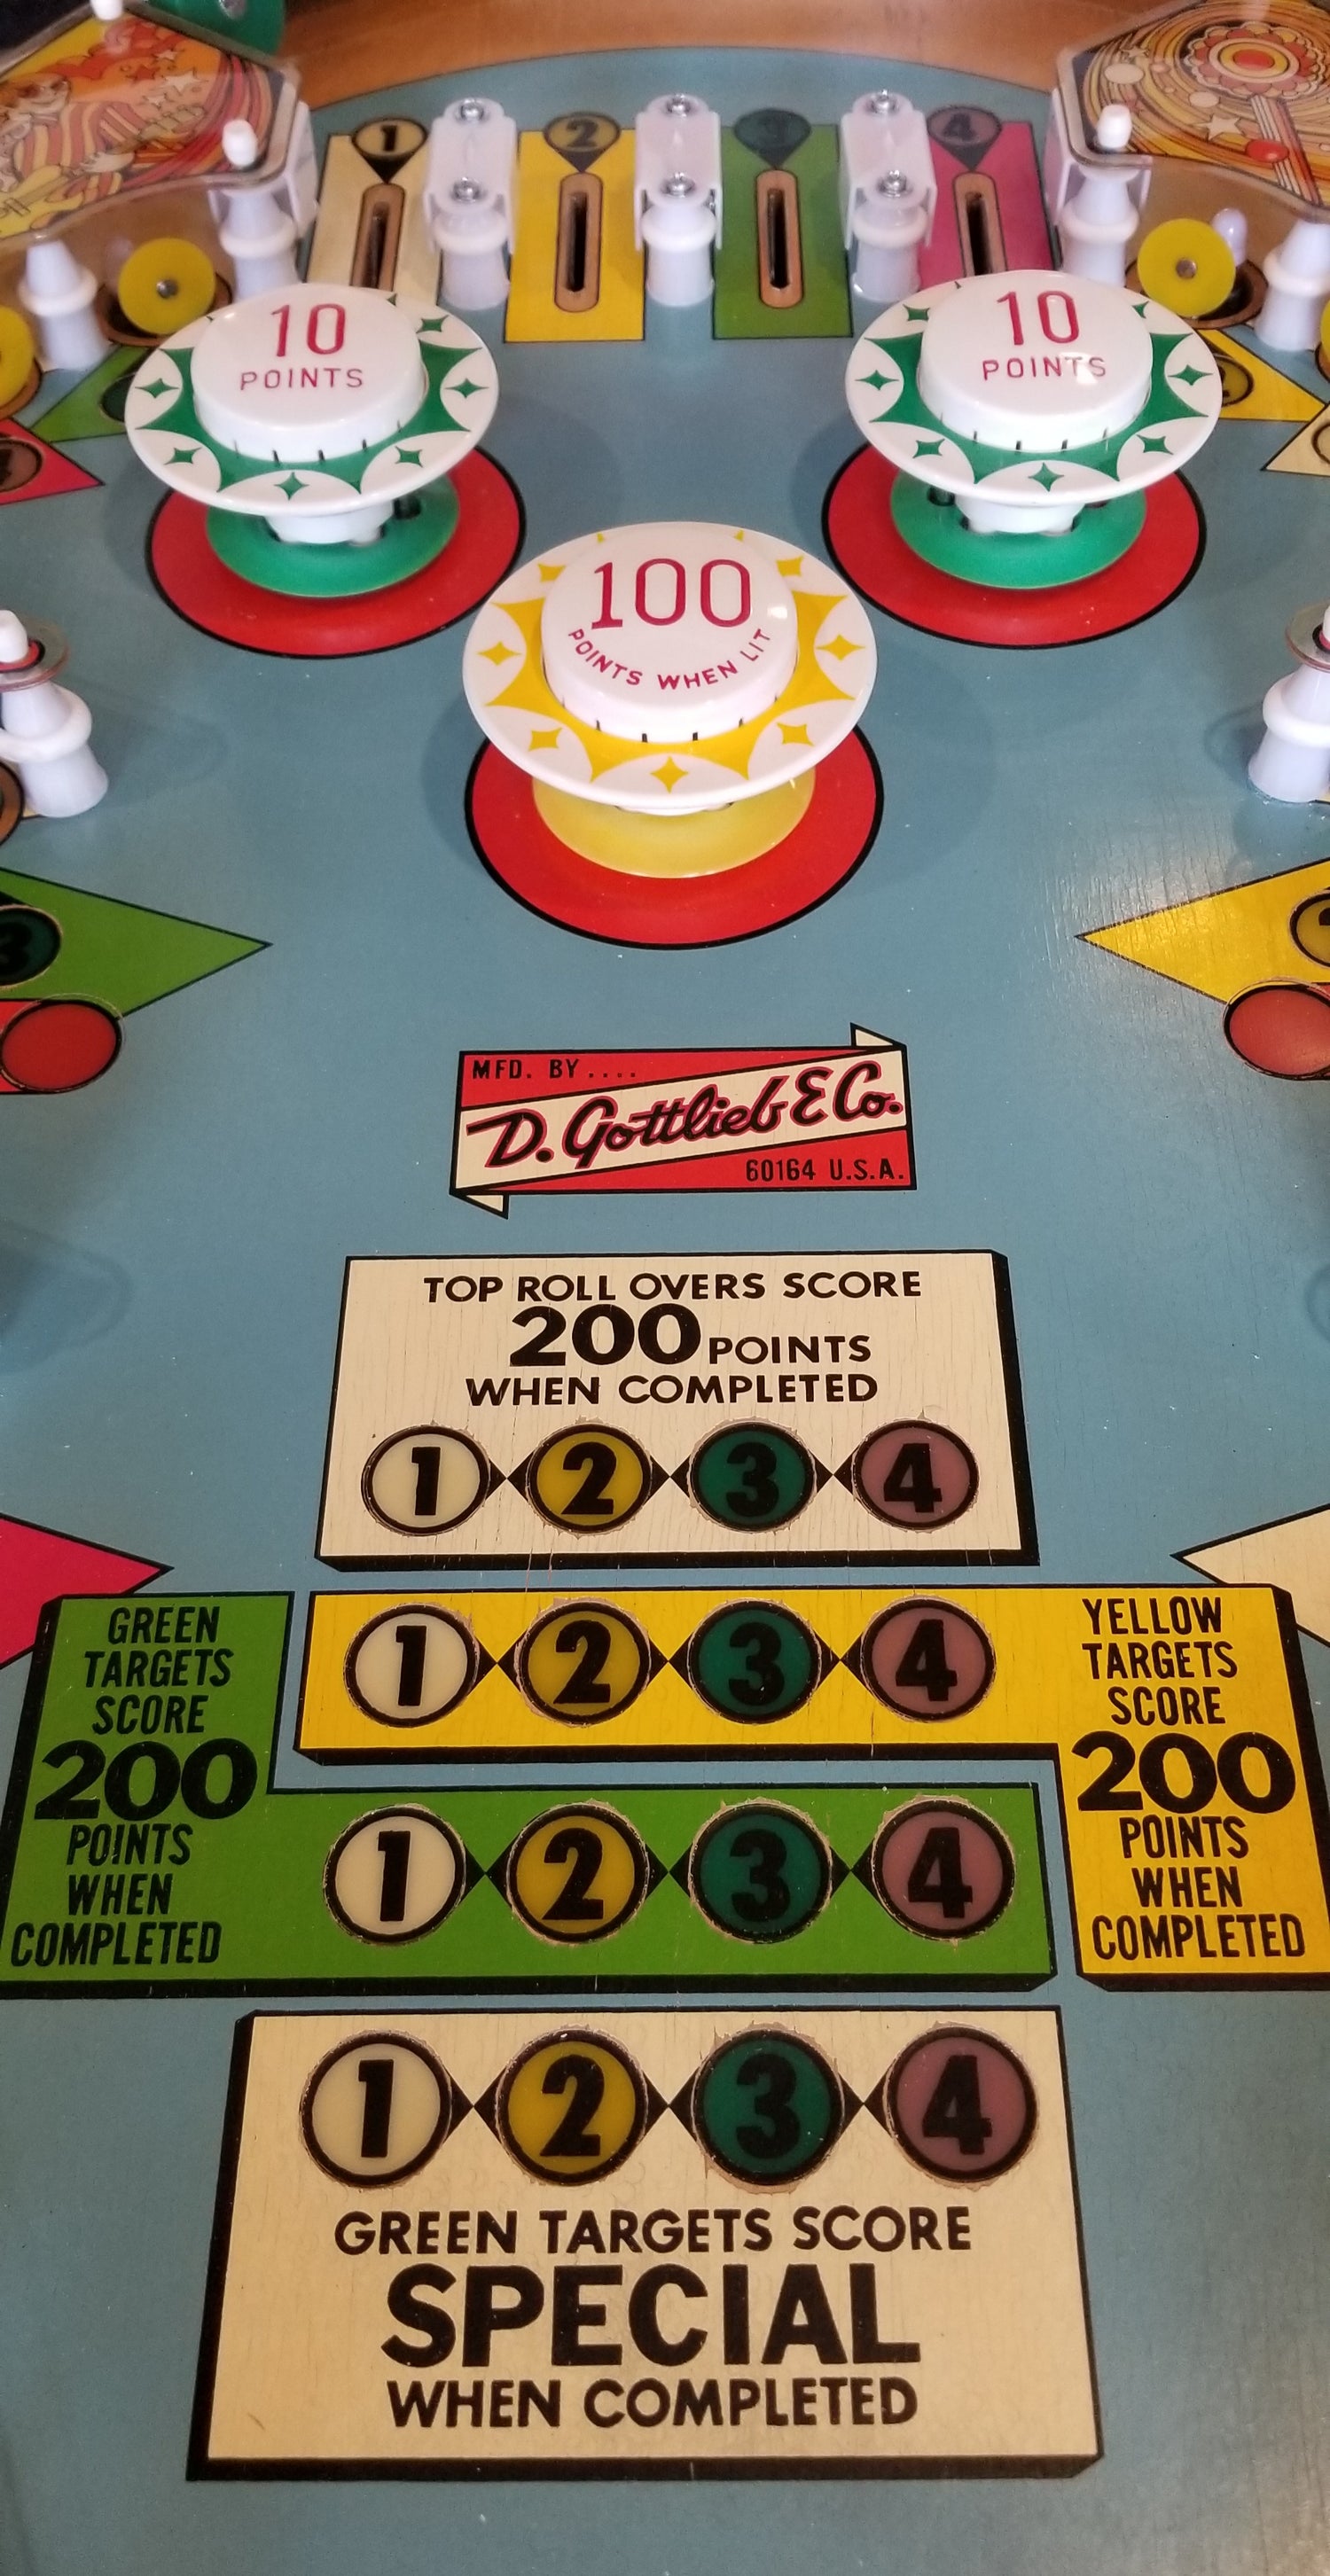 1 2 3 4
10
POINTS
10
POINTS
100
POINTS WHEN LIT
3
2
MFD. BY....
D. Gottlieb & Co.
60164 U.S.A.
TOP ROLL OVERS SCORE
200 POINTS
WHEN COMPLETED
1 2 3 4
GREEN
TARGETS
SCORE
200
POINTS
WHEN
COMPLETED
1 2 3 4
YELLOW
TARGETS
SCORE
200
POINTS
WHEN
COMPLETED
1 2 3 4
1 2 3 4
GREEN TARGETS SCORE
SPECIAL
WHEN COMPLETED